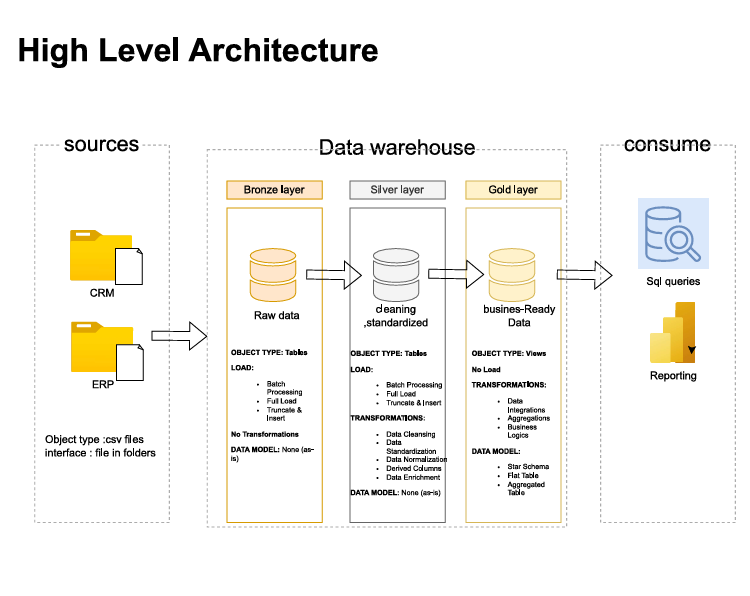 High Level Architecture
sources
CRM
ERP
Object type :csv files
interface : file in folders
Data warehouse
Bronze layer
Raw data
OBJECT TYPE: Tables
LOAD:
• Batch
Processing
• Full Load
• Truncate &
Insert
No Transformations
DATA MODEL: None (as-
is)
Silver layer
cleaning
,standardized
OBJECT TYPE: Tables
LOAD:
• Batch Processing
• Full Load
• Truncate & Insert
TRANSFORMATIONS:
• Data Cleansing
• Data
Standardization
• Data Normalization
• Derived Columns
• Data Enrichment
DATA MODEL: None (as-is)
Gold layer
busines-Ready
Data
OBJECT TYPE: Views
No Load
TRANSFORMATIONS:
• Data
Integrations
• Aggregations
• Business
Logics
DATA MODEL:
• Star Schema
• Flat Table
• Aggregated
Table
consume
Sql queries
Reporting